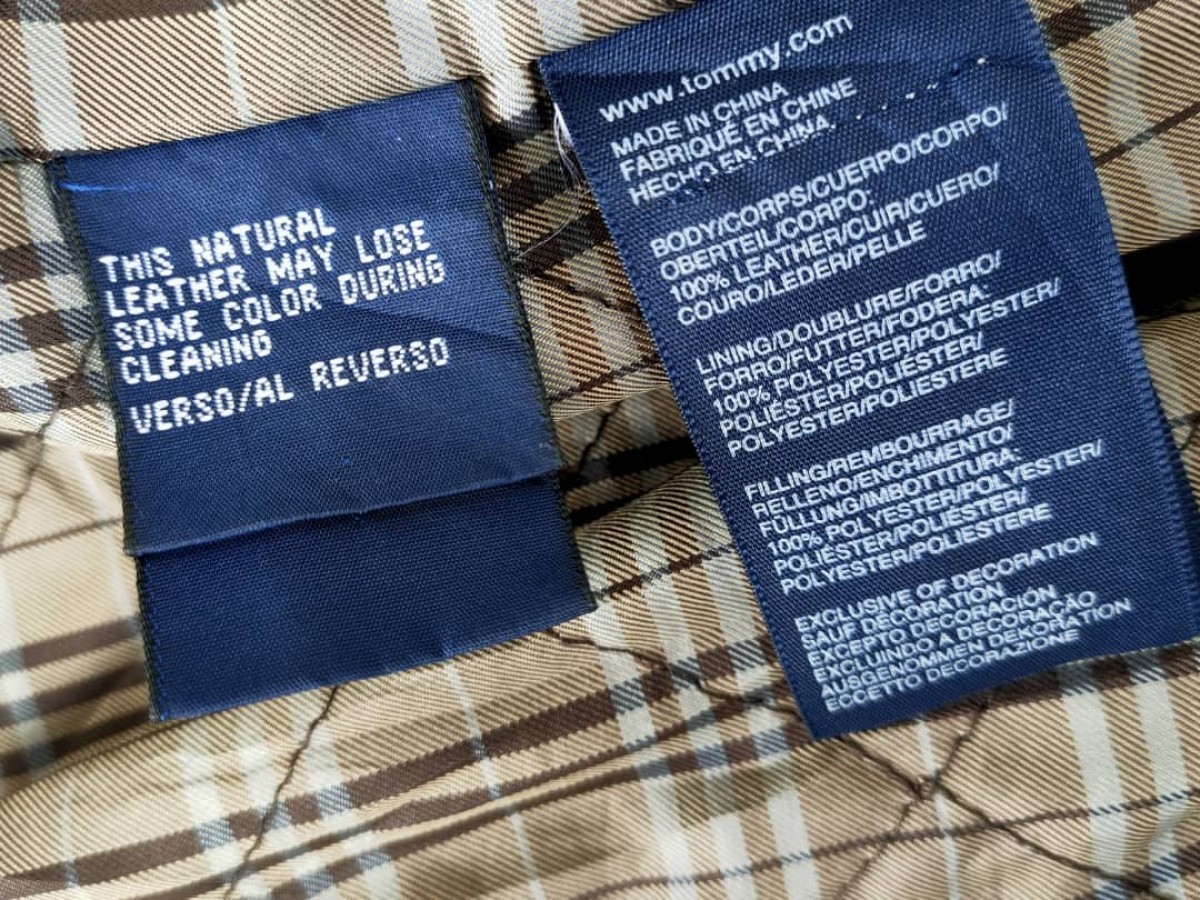 THIS NATURAL
LEATHER MAY LOSE
SOME COLOR DURING
CLEANING
VERSO/AL REVERSO
www.tommy.com
MADE IN CHINA
FABRIQUÉ EN CHINE
HECHO EN CHINA
BODY/CORPS/CUERPO/CORPO/
OBERTEIL/CORPO:
100% LEATHER/CUIR/CUERO/
COURO/LEDER/PELLE
LINING/DOUBLURE/FORRO/
FORRO/FUTTER/FODERA:
100% POLYESTER/POLYESTER/
POLIÉSTER/POLIÉSTER/
POLYESTER/POLIESTERE
FILLING/REMBOURRAGE/
RELLENO/ENCHIMENTO/
FÜLLUNG/IMBOTTITURA:
100% POLYESTER/POLYESTER/
POLIÉSTER/POLIÉSTER/
POLYESTER/POLIESTERE
EXCLUSIVE OF DECORATION
SAUF DÉCORATION
EXCEPTO DECORACIÓN
EXCLUINDO A DECORAÇÃO
AUSGENOMMEN DEKORATION
ECCETTO DECORAZIONE